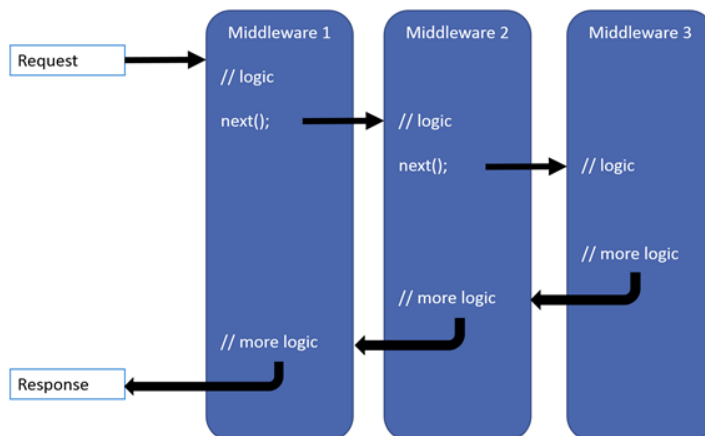 Request
Middleware 1
// logic
next();
// more logic
Middleware 2
// logic
next();
// more logic
Middleware 3
// logic
// more logic
Response